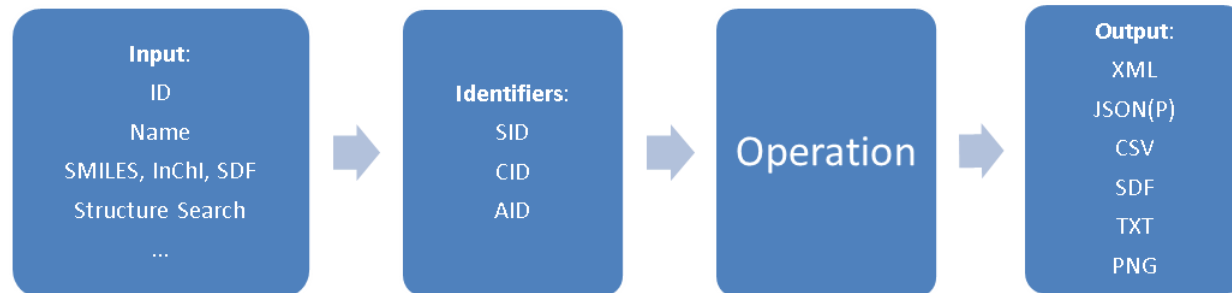 Input:
ID
Name
SMILES, InChI, SDF
Structure Search
...
Identifiers:
SID
CID
AID
Operation
Output:
XML
JSON(P)
CSV
SDF
TXT
PNG